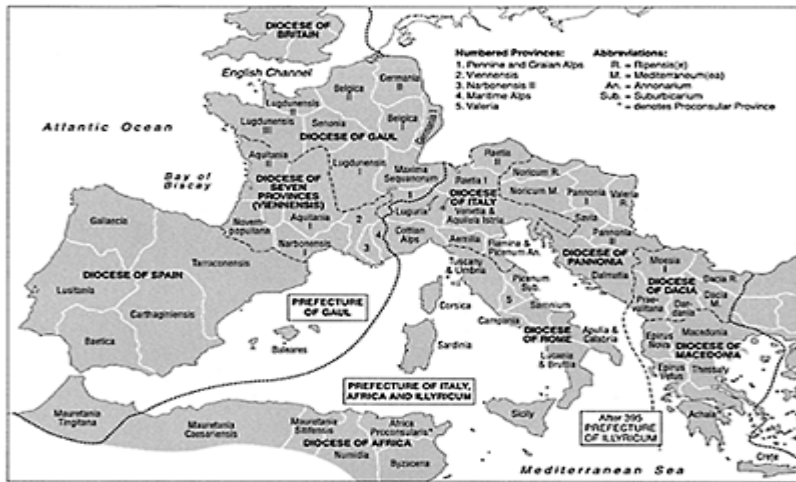 DIOCESE OF
BRITAIN
English Channel
Atlantic Ocean
Bay of
Biscay
Numbered Provinces:
1. Pennine and Graian Alps
2. Viennensis
3. Narbonensis II
4. Maritime Alps
5. Valeria
Abbreviations:
R. = Ripensis(e)
M. = Mediterraneum(ea)
An. = Annonarium
Sub. = Suburbicarium
* = denotes Proconsular Province
Germania
II
Belgica
II
Belgica
I
Lugdunensis
II
Lugdunensis
III
Senonia
DIOCESE OF GAUL
Lugdunensis
I
Maxima
Sequanorum
Aquitania
II
DIOCESE OF
SEVEN
PROVINCES
(VIENNENSIS)
Aquitania
I
Novem-
populana
Narbonensis
I
1
2
3
4
Gallaecia
DIOCESE OF SPAIN
Tarraconensis
Lusitania
Carthaginiensis
Baetica
Baleares
PREFECTURE
OF GAUL
Raetia
II
Raetia I
DIOCESE
OF ITALY
Venetia &
Aquileia Istria
Liguria
Cottian
Alps
Aemilia
Flaminia &
Picenum An.
Tuscany
& Umbria
Picenum
Sub.
5
Samnium
Campania
DIOCESE
OF ROME
Apulia &
Calabria
Lucania
& Bruttia
Corsica
Sardinia
Sicily
Noricum R.
Noricum M.
Pannonia
I
Valeria
R.
Savia
Pannonia
II
DIOCESE OF
PANNONIA
Dalmatia
Moesia
I
DIOCESE
OF DACIA
Dacia R.
Dacia
M.
Prae-
valitana
Dar-
dania
Macedonia
DIOCESE OF
MACEDONIA
Epirus
Nova
Epirus
Vetus
Thessaly
Achaia*
Crete
PREFECTURE OF ITALY,
AFRICA AND ILLYRICUM
After 395
PREFECTURE
OF ILLYRICUM
Mauretania
Tingitana
Mauretania
Caesariensis
Mauretania
Sitifensis
Africa
Proconsularis*
DIOCESE OF AFRICA
Numidia
Byzacena
Mediterranean Sea